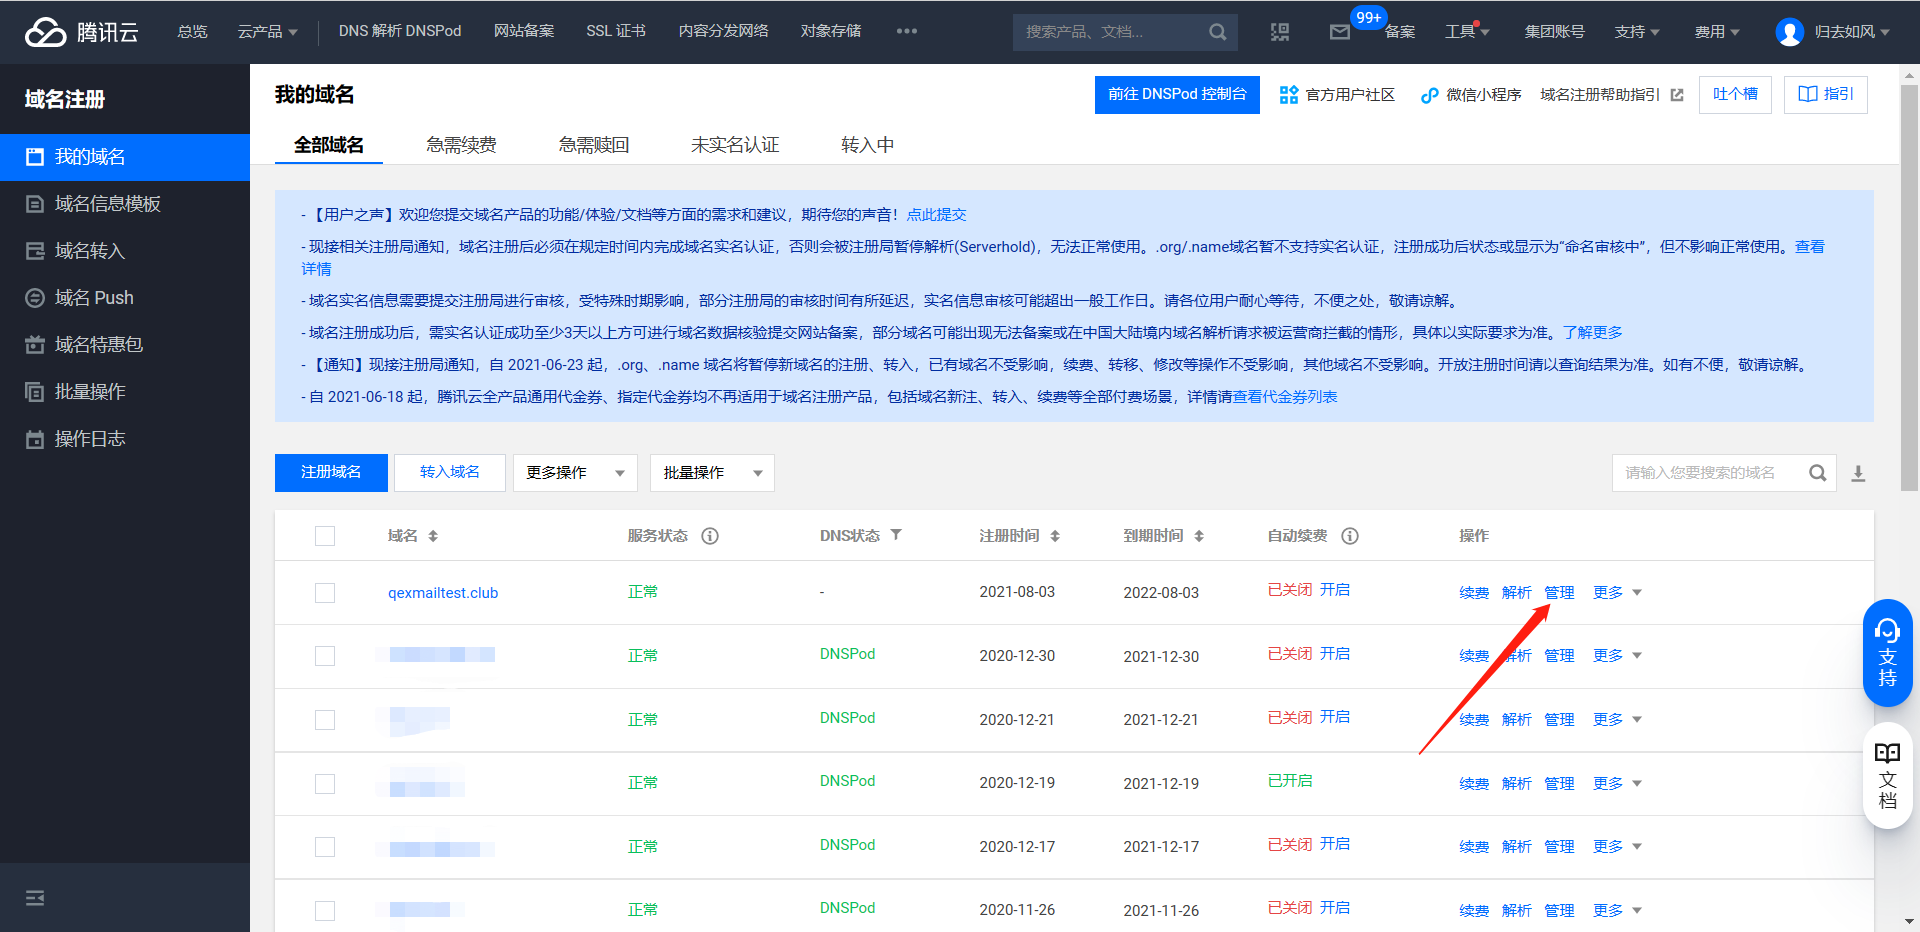 腾讯云 总览 云产品 DNS 解析 DNSPod 网站备案 SSL 证书 内容分发网络 对象存储 ••• 搜索产品、文档... 99+ 备案 工具 集团账号 支持 费用 归去如风
域名注册
我的域名
域名信息模板
域名转入
域名 Push
域名特惠包
批量操作
操作日志
我的域名 前往 DNSPod 控制台 官方用户社区 微信小程序 域名注册帮助指引 吐个槽 指引
全部域名 急需续费 急需赎回 未实名认证 转入中
- 【用户之声】欢迎您提交域名产品的功能/体验/文档等方面的需求和建议，期待您的声音！点此提交
- 现接相关注册局通知，域名注册后必须在规定时间内完成域名实名认证，否则会被注册局暂停解析(Serverhold)，无法正常使用。.org/.name域名暂不支持实名认证，注册成功后状态或显示为“命名审核中”，但不影响正常使用。查看
详情
- 域名实名信息需要提交注册局进行审核，受特殊时期影响，部分注册局的审核时间有所延迟，实名信息审核可能超出一般工作日。请各位用户耐心等待，不便之处，敬请谅解。
- 域名注册成功后，需实名认证成功至少3天以上方可进行域名数据核验提交网站备案，部分域名可能出现无法备案或在中国大陆境内域名解析请求被运营商拦截的情形，具体以实际要求为准。了解更多
- 【通知】现接注册局通知，自 2021-06-23 起，.org、.name 域名将暂停新域名的注册、转入，已有域名不受影响，续费、转移、修改等操作不受影响，其他域名不受影响。开放注册时间请以查询结果为准。如有不便，敬请谅解。
- 自 2021-06-18 起，腾讯云全产品通用代金券、指定代金券均不再适用于域名注册产品，包括域名新注、转入、续费等全部付费场景，详情请查看代金券列表
注册域名 转入域名 更多操作 批量操作 请输入您要搜索的域名
域名 服务状态 DNS状态 注册时间 到期时间 自动续费 操作
qexmailtest.club 正常 - 2021-08-03 2022-08-03 已关闭 开启 续费 解析 管理 更多
正常 DNSPod 2020-12-30 2021-12-30 已关闭 开启 续费 解析 管理 更多
正常 DNSPod 2020-12-21 2021-12-21 已关闭 开启 续费 解析 管理 更多
正常 DNSPod 2020-12-19 2021-12-19 已开启 续费 解析 管理 更多
正常 DNSPod 2020-12-17 2021-12-17 已关闭 开启 续费 解析 管理 更多
正常 DNSPod 2020-11-26 2021-11-26 已关闭 开启 续费 解析 管理 更多
支持
文档